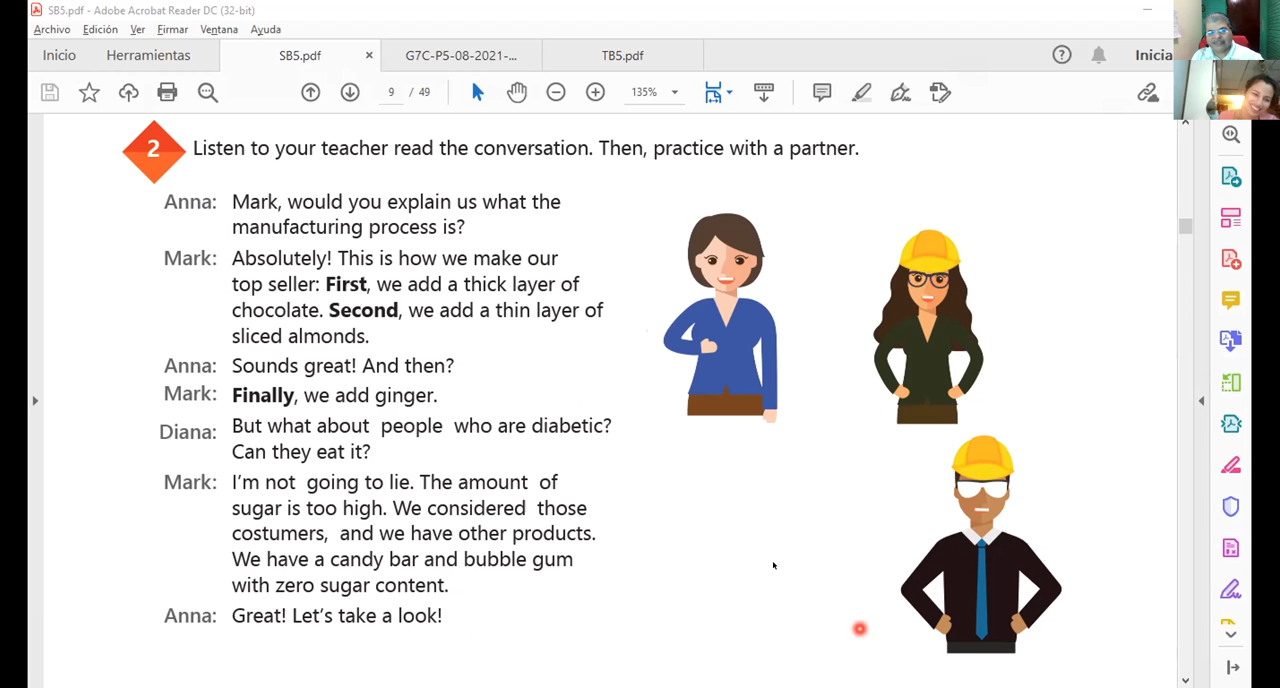 SB5.pdf - Adobe Acrobat Reader DC (32-bit)
Archivo Edición Ver Firmar Ventana Ayuda
Inicio Herramientas SB5.pdf × G7C-P5-08-2021-... TB5.pdf ? Inicia
9 / 49 135%
2 Listen to your teacher read the conversation. Then, practice with a partner.
Anna: Mark, would you explain us what the
manufacturing process is?
Mark: Absolutely! This is how we make our
top seller: First, we add a thick layer of
chocolate. Second, we add a thin layer of
sliced almonds.
Anna: Sounds great! And then?
Mark: Finally, we add ginger.
Diana: But what about people who are diabetic?
Can they eat it?
Mark: I'm not going to lie. The amount of
sugar is too high. We considered those
costumers, and we have other products.
We have a candy bar and bubble gum
with zero sugar content.
Anna: Great! Let's take a look!